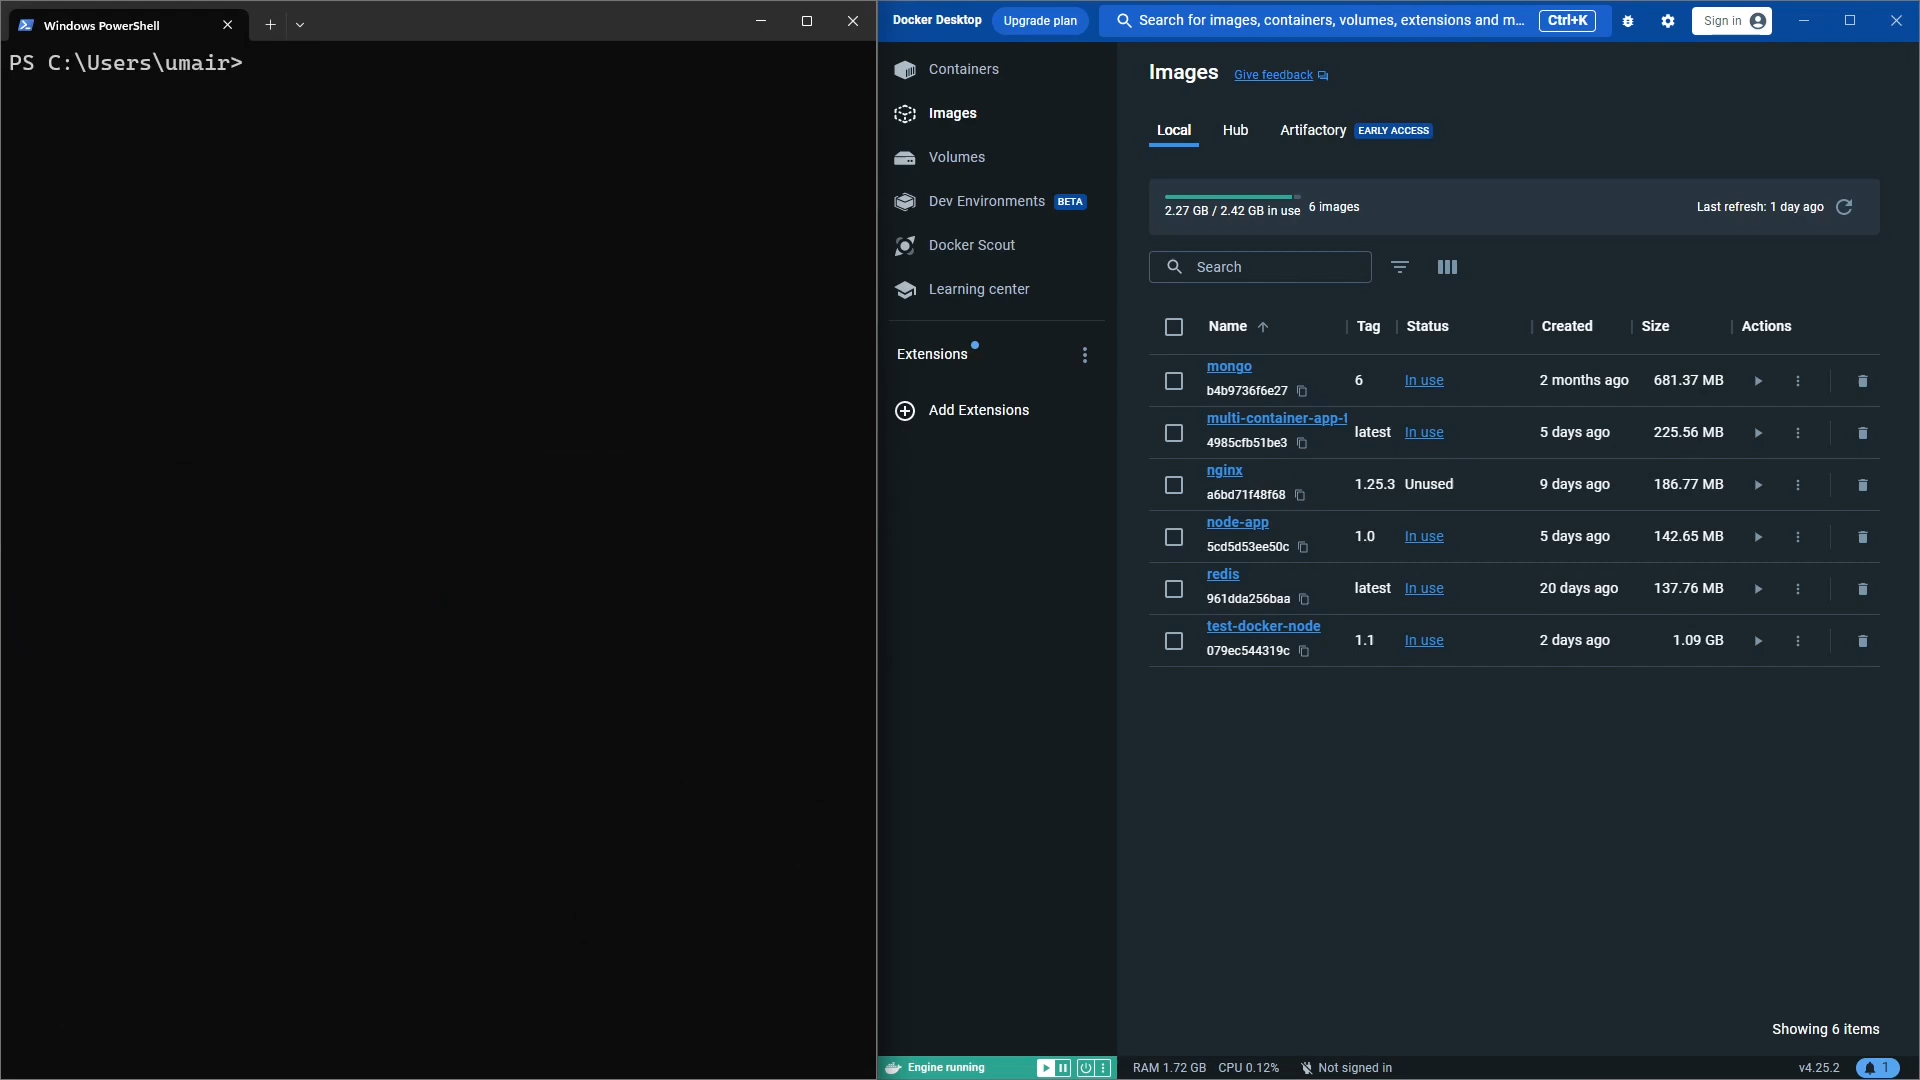 Windows PowerShell
PS C:\Users\umair>
Docker Desktop
Upgrade plan
Search for images, containers, volumes, extensions and m...
Ctrl+K
Sign in
Containers
Images
Volumes
Dev Environments BETA
Docker Scout
Learning center
Extensions
Add Extensions
Images Give feedback
Local Hub Artifactory EARLY ACCESS
2.27 GB / 2.42 GB in use 6 images
Last refresh: 1 day ago
Search
Name Tag Status Created Size Actions
mongo
b4b9736f6e27
6 In use 2 months ago 681.37 MB
multi-container-app-t
4985cfb51be3
latest In use 5 days ago 225.56 MB
nginx
a6bd71f48f68
1.25.3 Unused 9 days ago 186.77 MB
node-app
5cd5d53ee50c
1.0 In use 5 days ago 142.65 MB
redis
961dda256baa
latest In use 20 days ago 137.76 MB
test-docker-node
079ec544319c
1.1 In use 2 days ago 1.09 GB
Showing 6 items
Engine running
RAM 1.72 GB CPU 0.12% Not signed in
v4.25.2
1